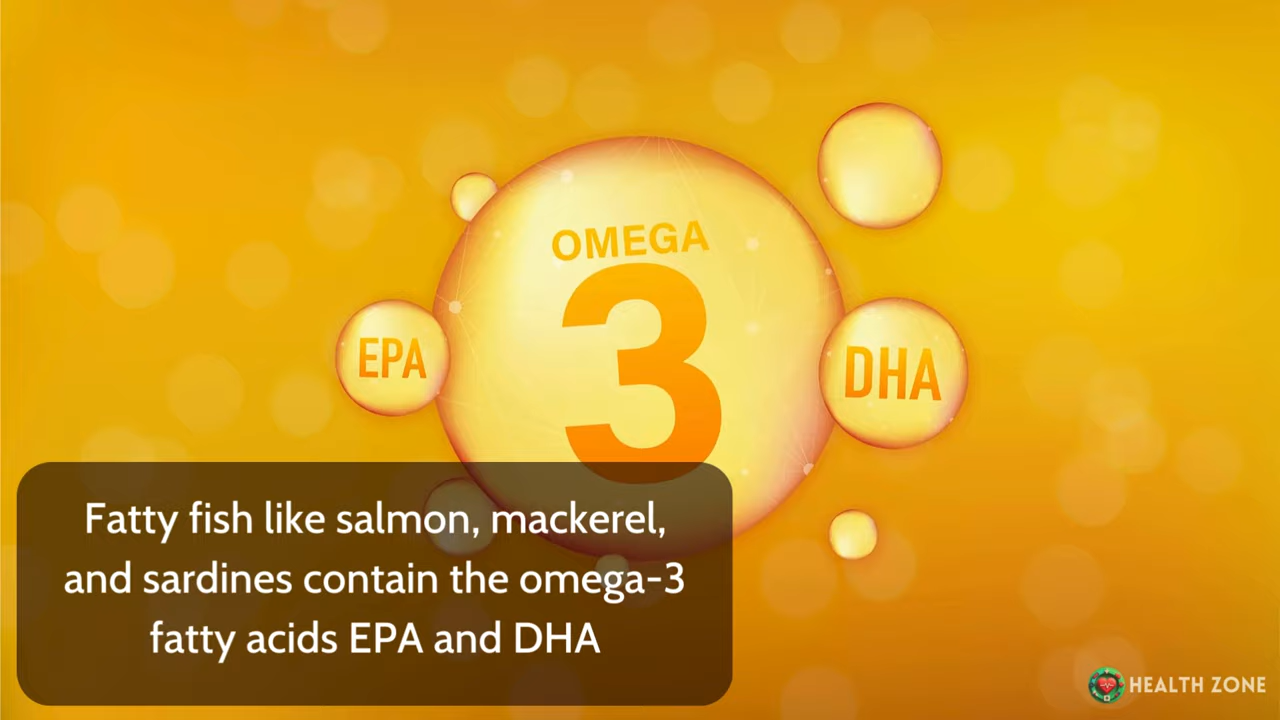 OMEGA
3
EPA
DHA
Fatty fish like salmon, mackerel,
and sardines contain the omega-3
fatty acids EPA and DHA
HEALTH ZONE